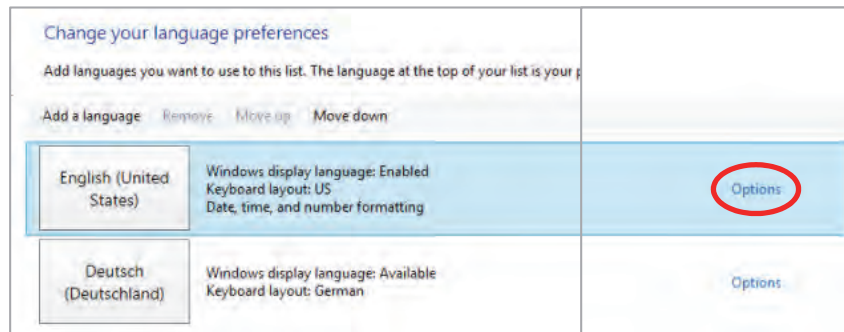 Change your language preferences
Add languages you want to use to this list. The language at the top of your list is your
Add a language Remove Move up Move down
English (United
States)
Windows display language: Enabled
Keyboard layout: US
Date, time, and number formatting
Options
Deutsch
(Deutschland)
Windows display language: Available
Keyboard layout: German
Options